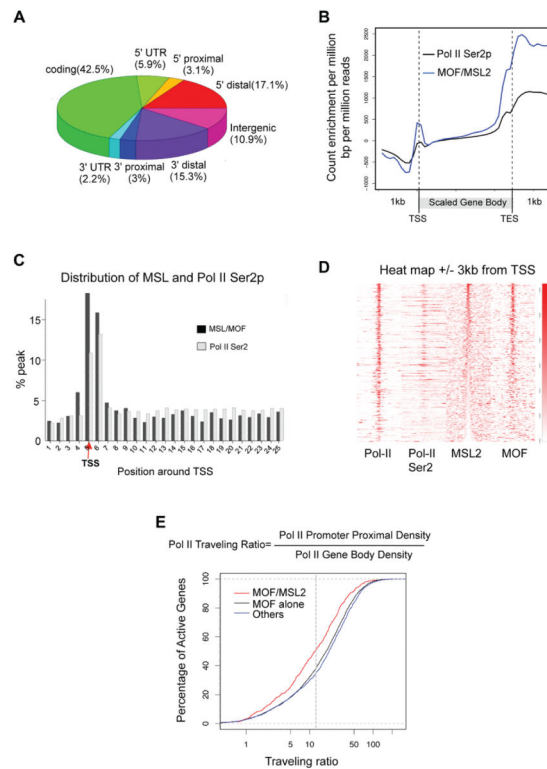 A
5' UTR
(5.9%)
5' proximal
(3.1%)
coding(42.5%)
5' distal(17.1%)
Intergenic
(10.9%)
3' UTR
(2.2%)
3' proximal
(3%)
3' distal
(15.3%)
B
Count enrichment per million
bp per million reads
2500
2000
1500
1000
500
0
-500
-1000
Pol II Ser2p
MOF/MSL2
1kb
Scaled Gene Body
1kb
TSS
TES
C
Distribution of MSL and Pol II Ser2p
% peak
15
10
5
0
MSL/MOF
Pol II Ser2
1 2 3 4 5 6 7 8 9 10 11 12 13 14 15 16 17 18 19 20 21 22 23 24 25
TSS
Position around TSS
D
Heat map +/- 3kb from TSS
Pol-II
Pol-II
Ser2
MSL2
MOF
E
Pol II Traveling Ratio=
Pol II Promoter Proximal Density
Pol II Gene Body Density
Percentage of Active Genes
100
80
60
40
20
0
MOF/MSL2
MOF alone
Others
1 5 10 50 100
Traveling ratio